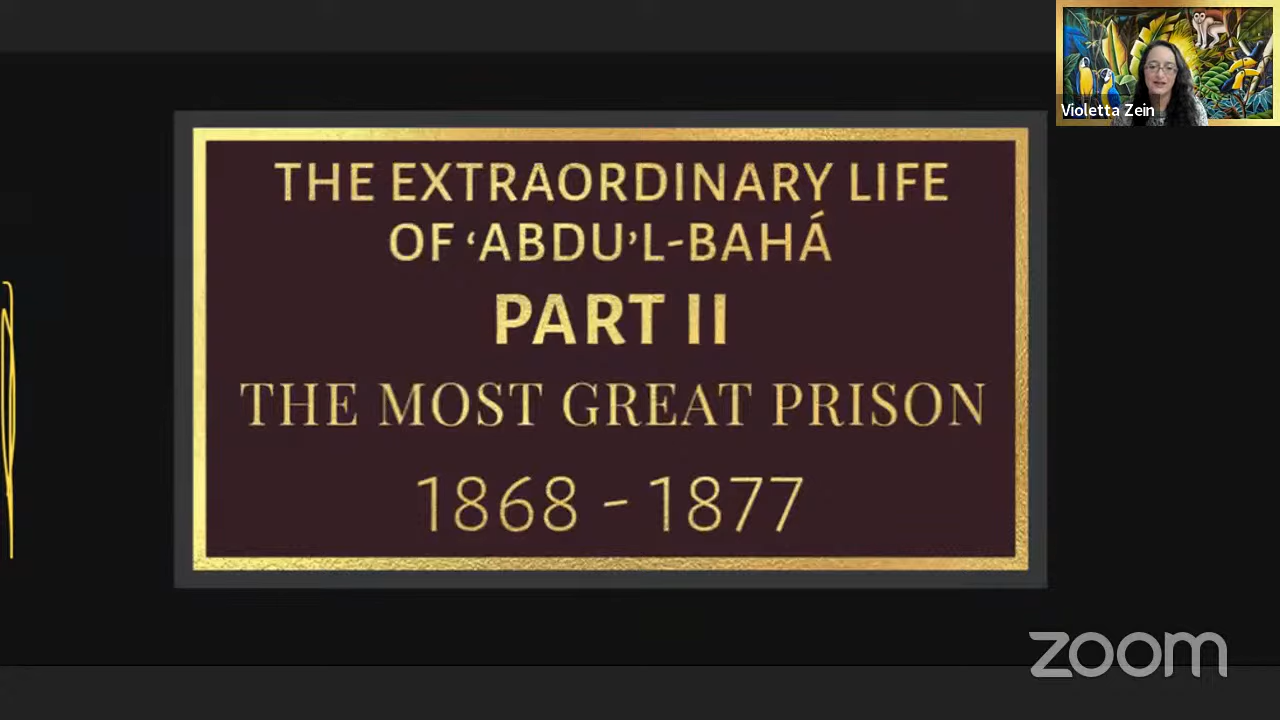 THE EXTRAORDINARY LIFE
OF ‘ABDU’L-BAHÁ
PART II
THE MOST GREAT PRISON
1868 - 1877
Violetta Zein
zoom